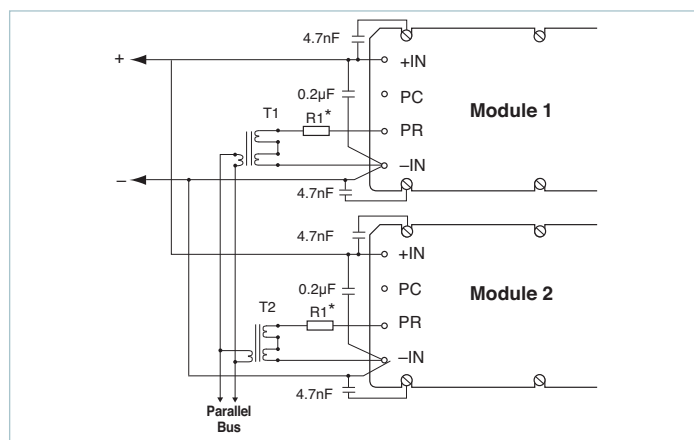 4.7nF
+
+IN
0.2µF
PC
Module 1
T1
R1*
PR
–
–IN
4.7nF
4.7nF
+IN
0.2µF
PC
Module 2
T2
R1*
PR
–IN
4.7nF
Parallel
Bus